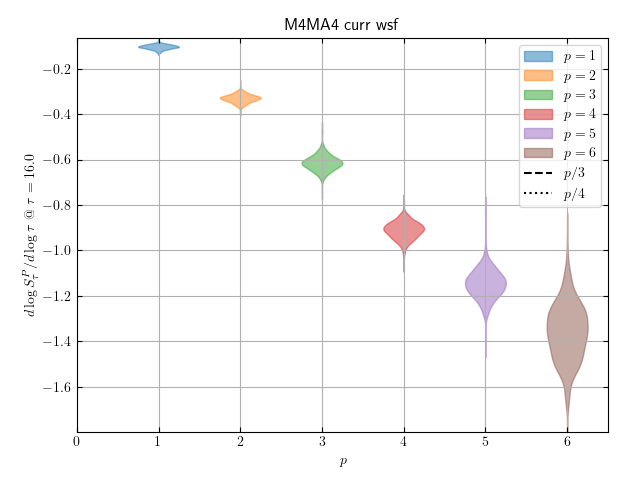 M4MA4 curr wsf
d log S_τ^P / d log τ @ τ = 16.0
−0.2
−0.4
−0.6
−0.8
−1.0
−1.2
−1.4
−1.6
0 1 2 3 4 5 6
p
p = 1
p = 2
p = 3
p = 4
p = 5
p = 6
p/3
p/4